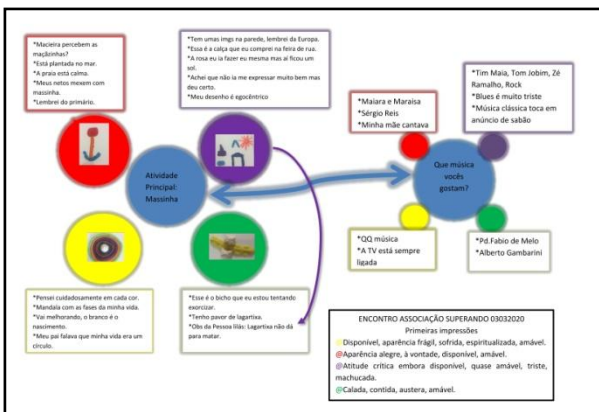 *Macieira percebem as
maçãzinhas?
*Está plantada no mar.
*A praia está calma.
*Meus netos mexem com
massinha.
*Lembrei do primário.
*Tem umas imgs na parede, lembrei da Europa.
*Essa é a calça que eu comprei na feira de rua.
*A rosa eu ia fazer eu mesma mas aí ficou um
sol.
*Achei que não ia me expressar muito bem mas
deu certo.
*Meu desenho é egocêntrico
Atividade
Principal:
Massinha
*Pensei cuidadosamente em cada cor.
*Mandala com as fases da minha vida.
*Vai melhorando, o branco é o
nascimento.
*Meu pai falava que minha vida era um
círculo.
*Esse é o bicho que eu estou tentando
exorcizar.
*Tenho pavor de lagartixa.
*Obs da Pessoa lilás: Lagartixa não dá
para matar.
*Maiara e Maraisa
*Sérgio Reis
*Minha mãe cantava
*Tim Maia, Tom Jobim, Zé
Ramalho, Rock
*Blues é muito triste
*Música clássica toca em
anúncio de sabão
Que música
vocês
gostam?
*QQ música
*A TV está sempre
ligada
*Pd.Fabio de Melo
*Alberto Gambarini
ENCONTRO ASSOCIAÇÃO SUPERANDO 03032020
Primeiras impressões
@Disponível, aparência frágil, sofrida, espiritualizada, amável.
@Aparência alegre, à vontade, disponível, amável.
@Atitude crítica embora disponível, quase amável, triste,
machucada.
@Calada, contida, austera, amável.